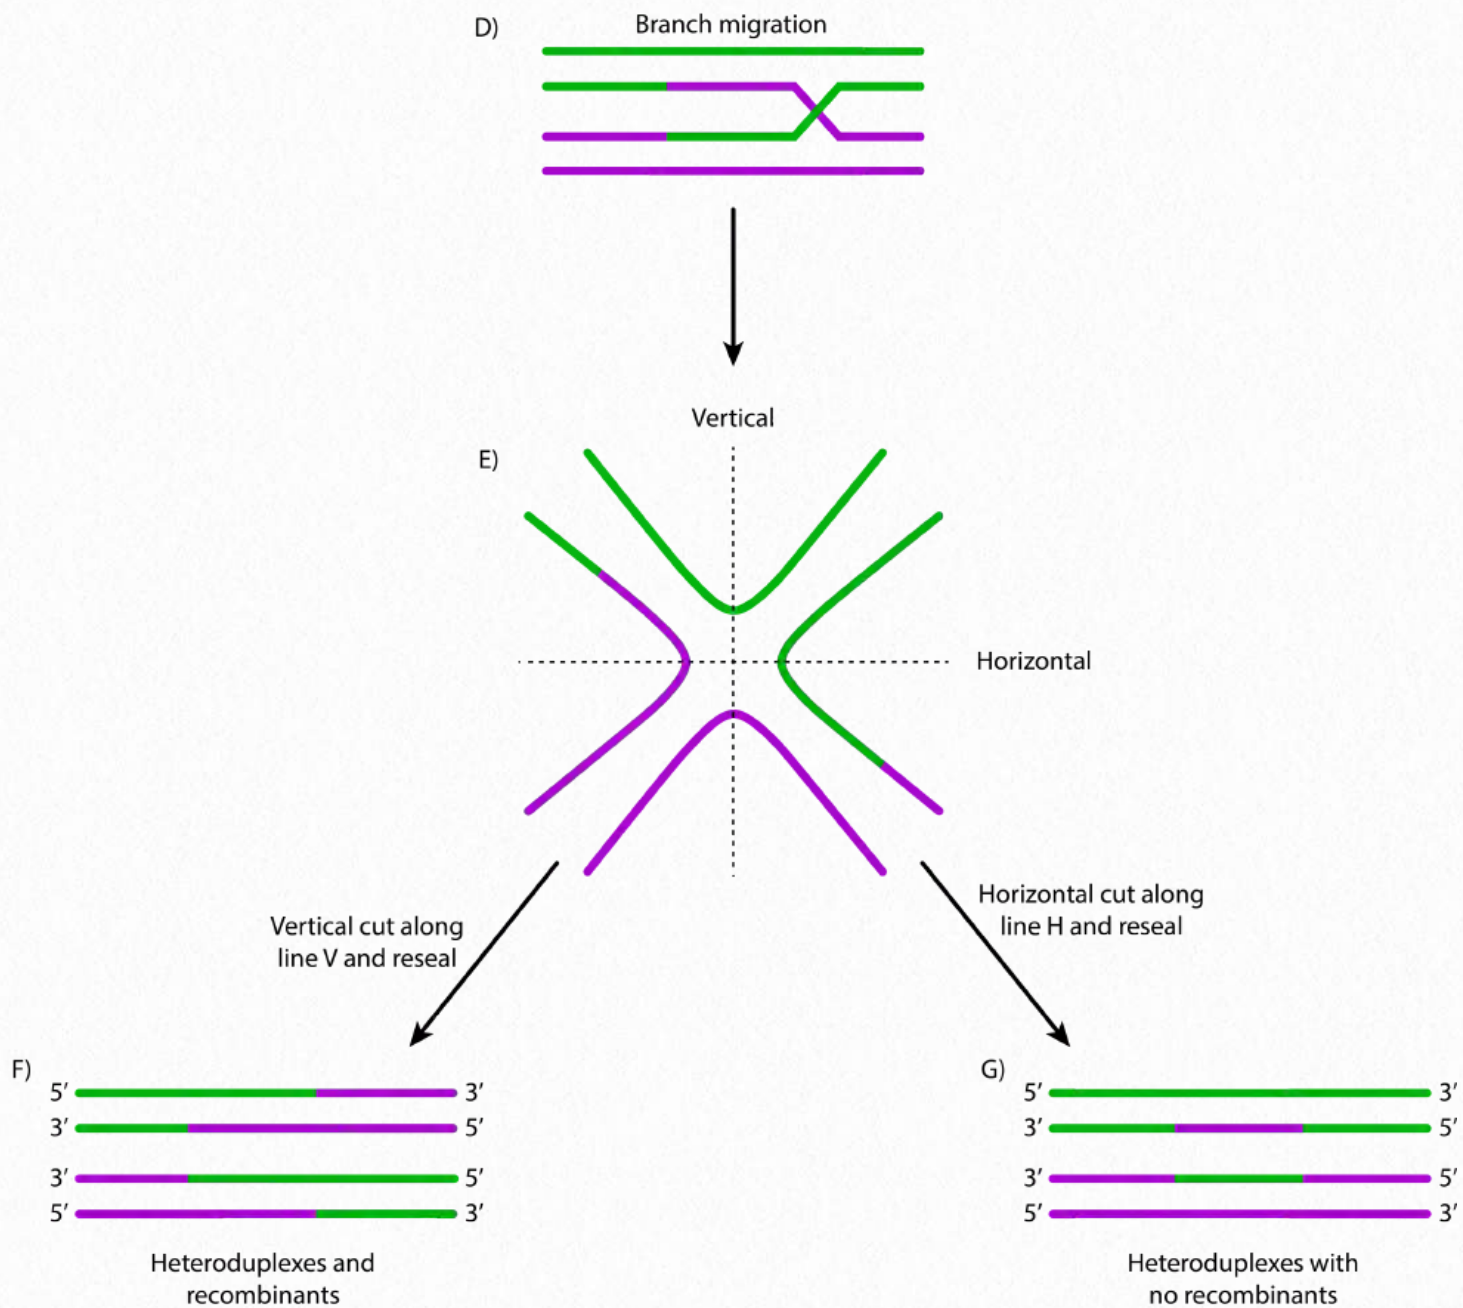 D)
Branch migration
Vertical
E)
Horizontal
Vertical cut along
line V and reseal
Horizontal cut along
line H and reseal
F)
5′ 3′
3′ 5′
3′ 5′
5′ 3′
Heteroduplexes and
recombinants
G)
5′ 3′
3′ 5′
3′ 5′
5′ 3′
Heteroduplexes with
no recombinants